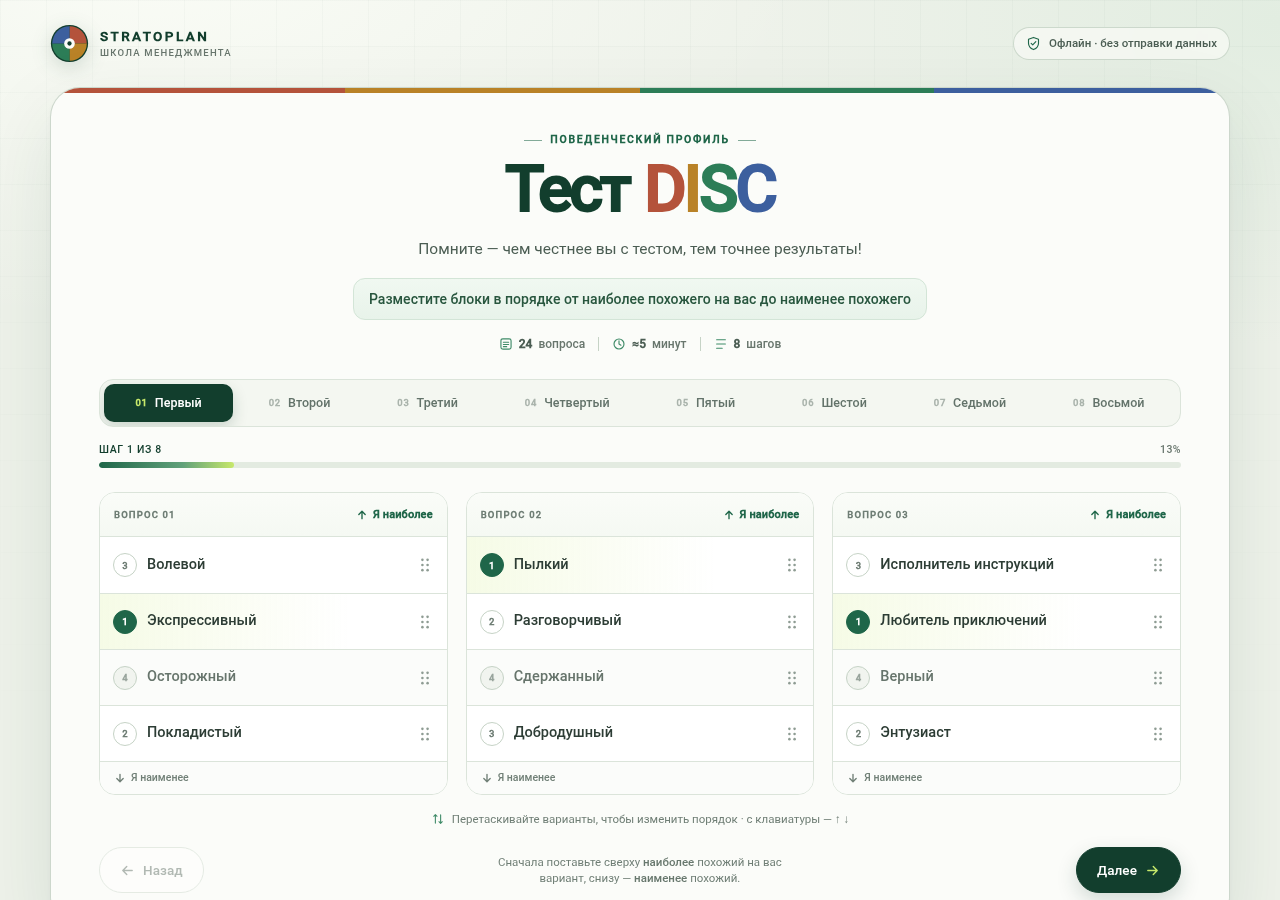 STRATOPLAN
ШКОЛА МЕНЕДЖМЕНТА
Офлайн · без отправки данных
ПОВЕДЕНЧЕСКИЙ ПРОФИЛЬ
Тест DISC
Помните — чем честнее вы с тестом, тем точнее результаты!
Разместите блоки в порядке от наиболее похожего на вас до наименее похожего
24 вопроса ≈5 минут 8 шагов
01 Первый 02 Второй 03 Третий 04 Четвертый 05 Пятый 06 Шестой 07 Седьмой 08 Восьмой
ШАГ 1 ИЗ 8 13%
ВОПРОС 01 ↑ Я наиболее
3 Волевой
1 Экспрессивный
4 Осторожный
2 Покладистый
↓ Я наименее
ВОПРОС 02 ↑ Я наиболее
1 Пылкий
2 Разговорчивый
4 Сдержанный
3 Добродушный
↓ Я наименее
ВОПРОС 03 ↑ Я наиболее
3 Исполнитель инструкций
1 Любитель приключений
4 Верный
2 Энтузиаст
↓ Я наименее
Перетаскивайте варианты, чтобы изменить порядок · с клавиатуры — ↑ ↓
← Назад
Сначала поставьте сверху наиболее похожий на вас
вариант, снизу — наименее похожий.
Далее →